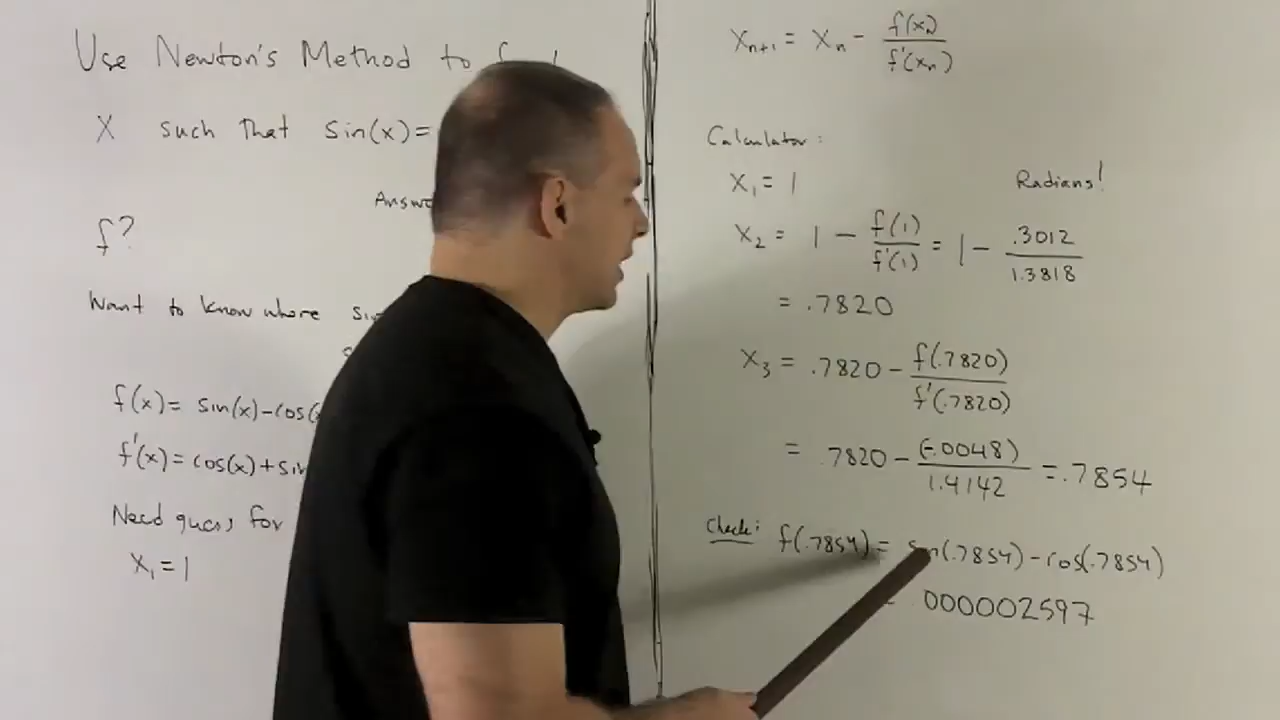 Use Newton's Method to
X such that sin(x)=
f?
Want to know where
f(x)= sin(x)-cos(x
f'(x)= cos(x)+sin
Need guess for
X₁=1
Xₙ₊₁ = Xₙ - f(xₙ)/f'(xₙ)
Calculator:
X₁ = 1
Radians!
X₂ = 1 - f(1)/f'(1) = 1 - .3012/1.3818
= .7820
X₃ = .7820 - f(.7820)/f'(.7820)
= .7820 - (-.0048)/1.4142 = .7854
Check: f(.7854) = sin(.7854) - cos(.7854)
= .000002597